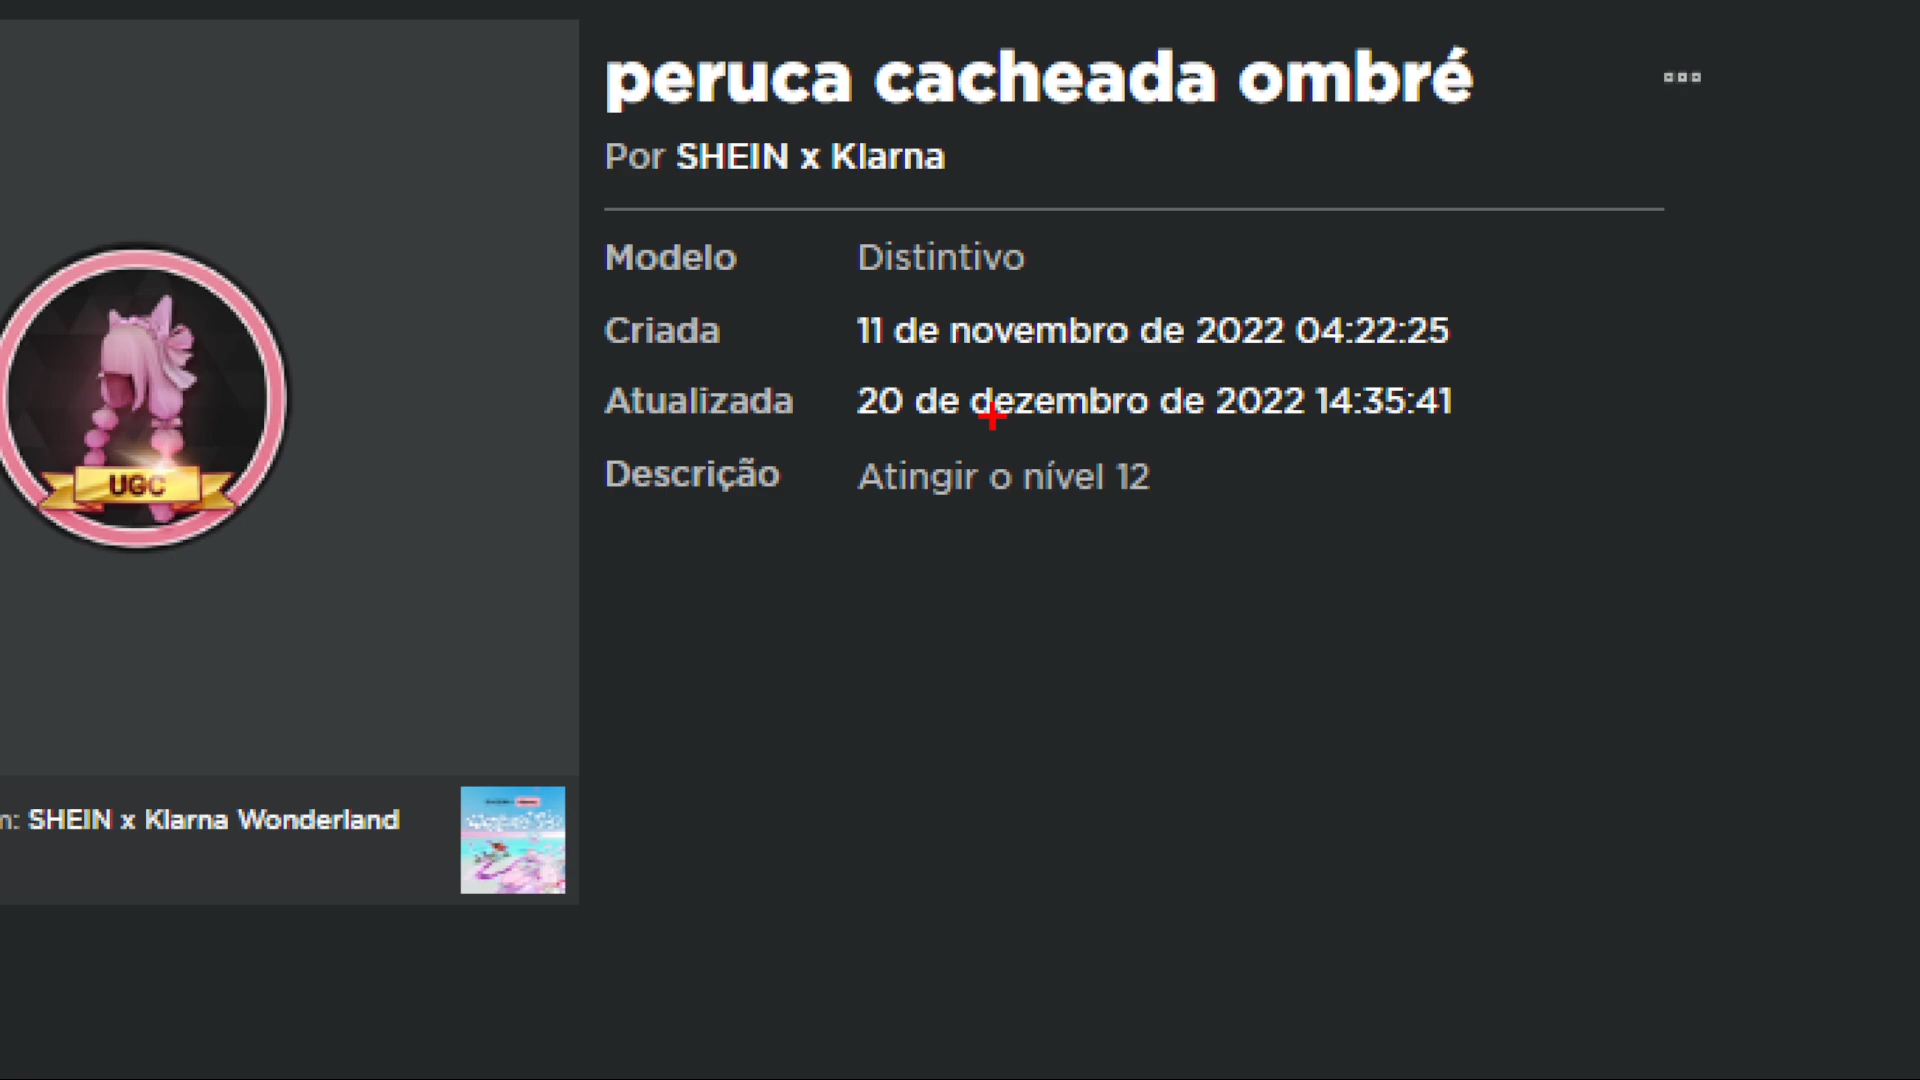 peruca cacheada ombré
Por SHEIN x Klarna
Modelo Distintivo
Criada 11 de novembro de 2022 04:22:25
Atualizada 20 de dezembro de 2022 14:35:41
Descrição Atingir o nível 12
UGC
SHEIN x Klarna Wonderland